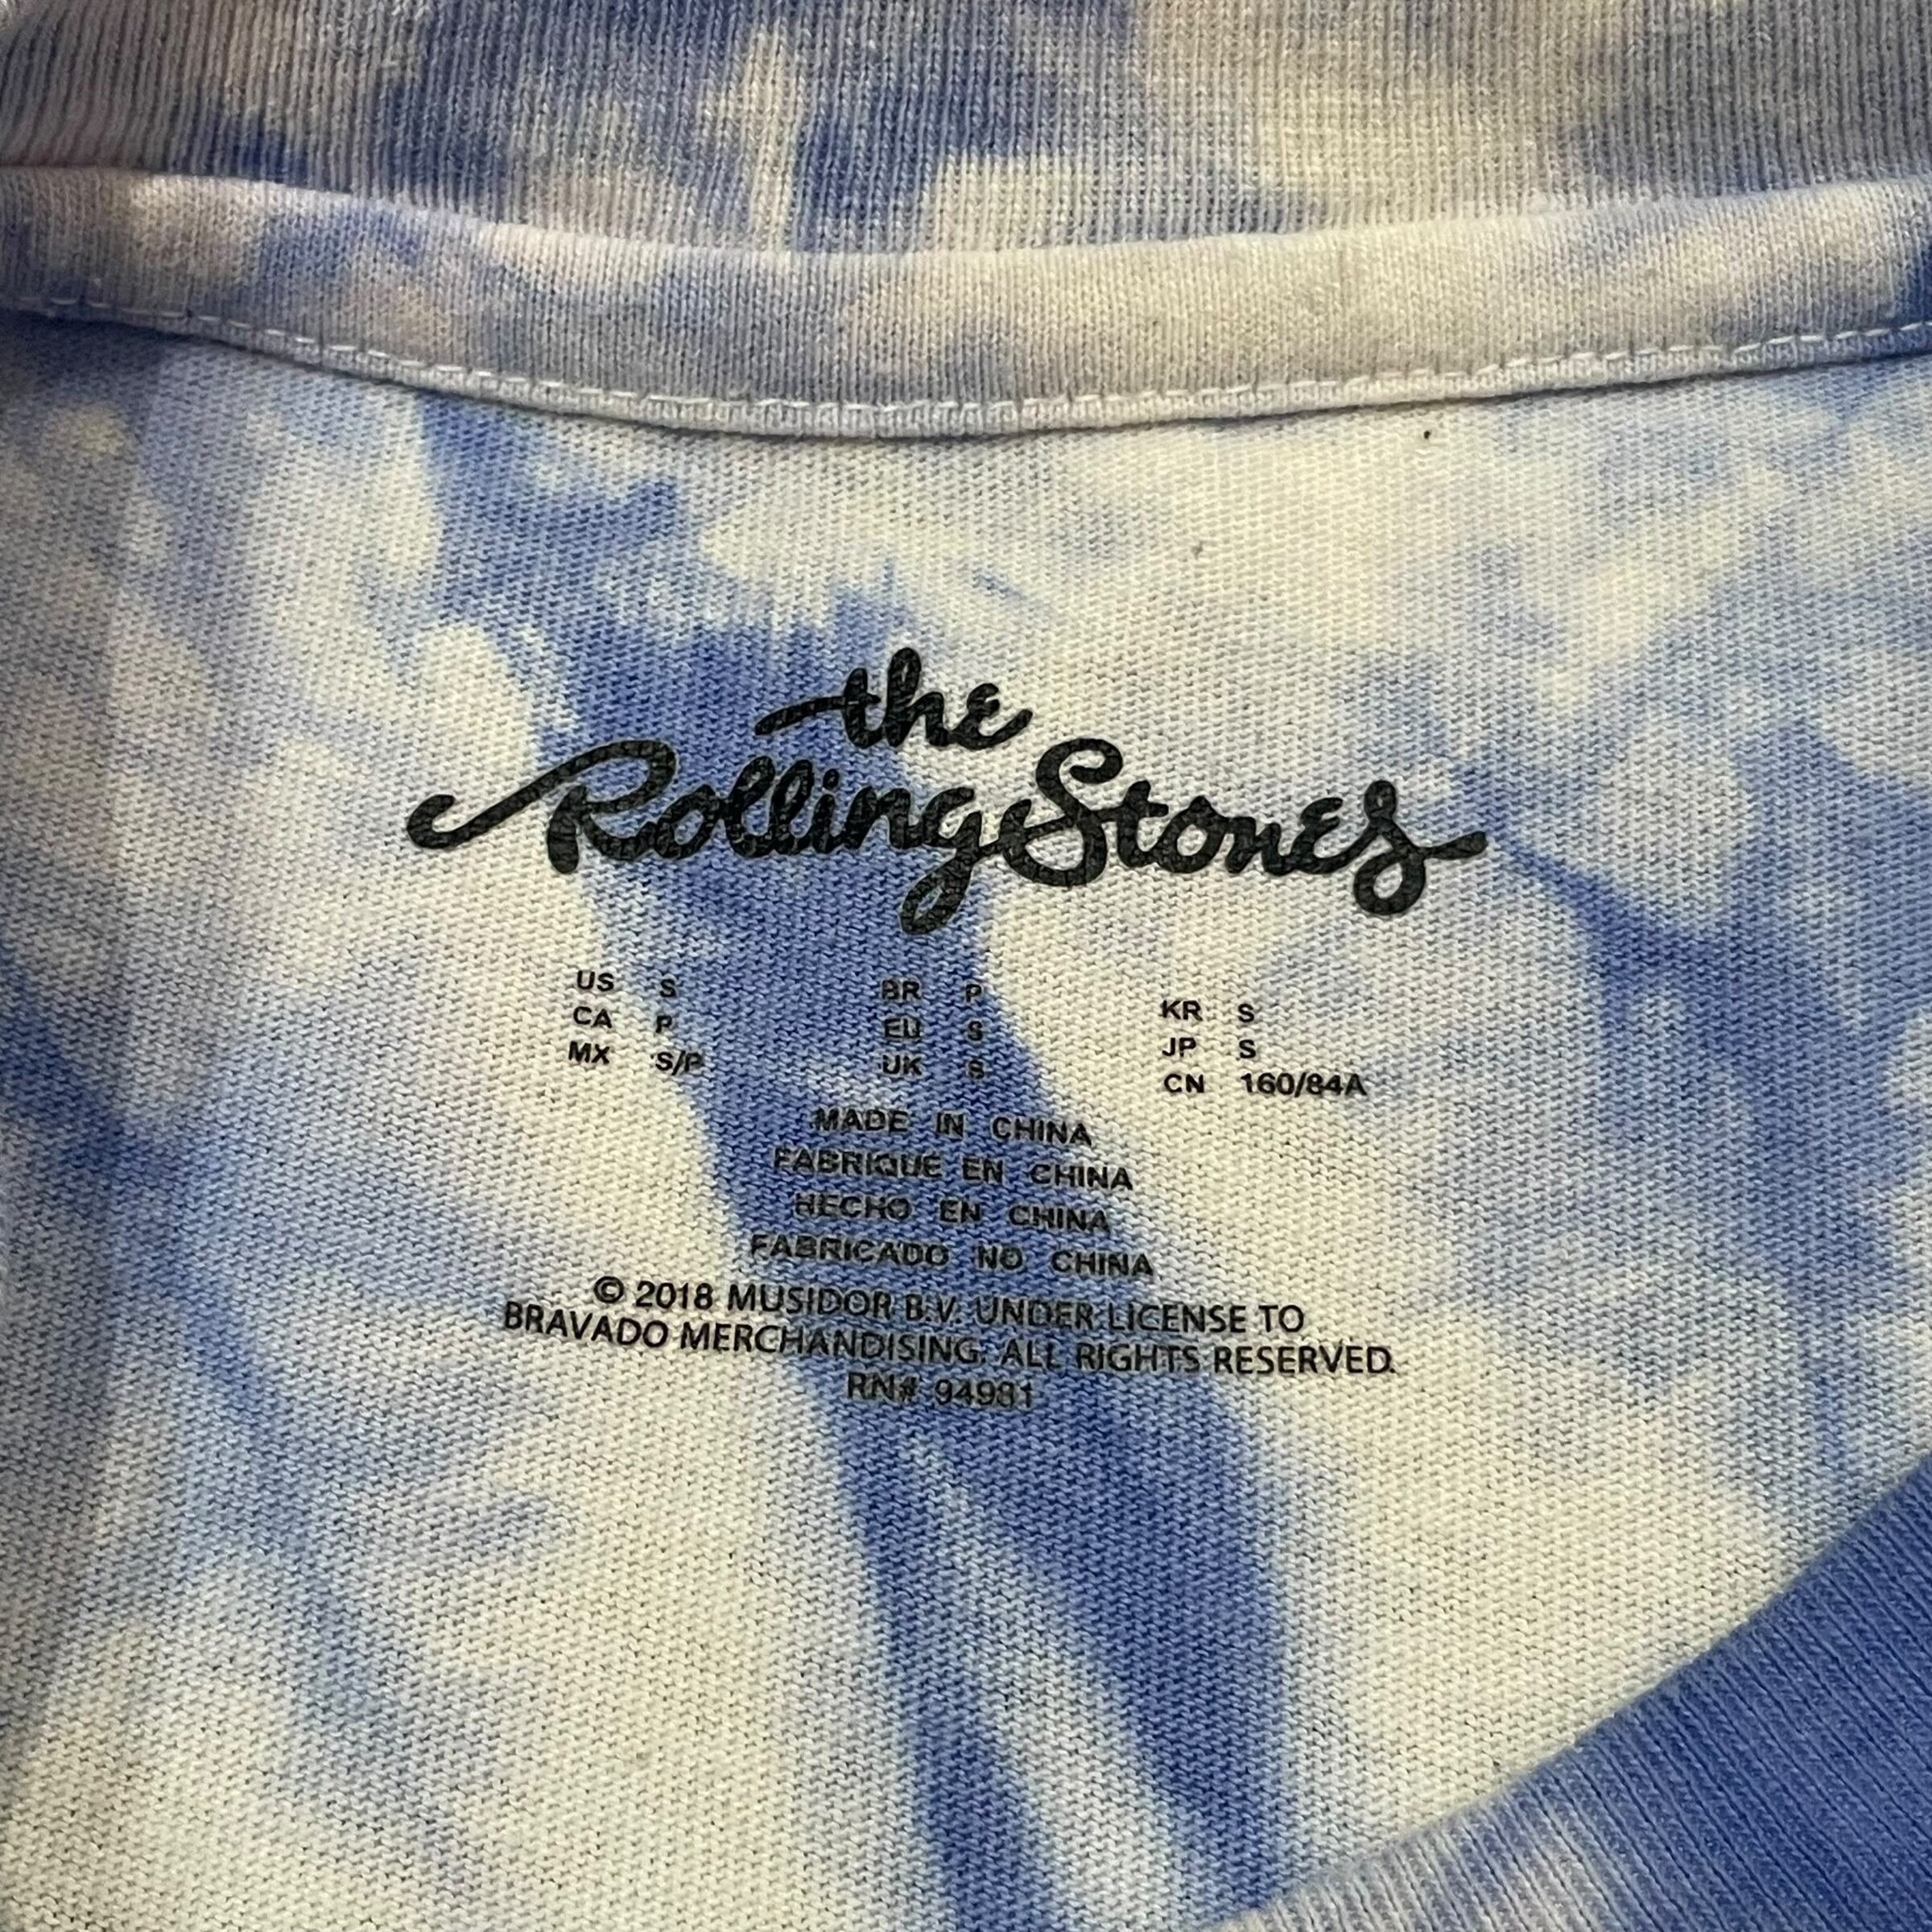 the
Rolling Stones
US S BR P KR S
CA P EU S JP S
MX S/P UK S CN 160/84A
MADE IN CHINA
FABRIQUE EN CHINA
HECHO EN CHINA
FABRICADO NO CHINA
© 2018 MUSIDOR B.V. UNDER LICENSE TO
BRAVADO MERCHANDISING. ALL RIGHTS RESERVED.
RN# 94981